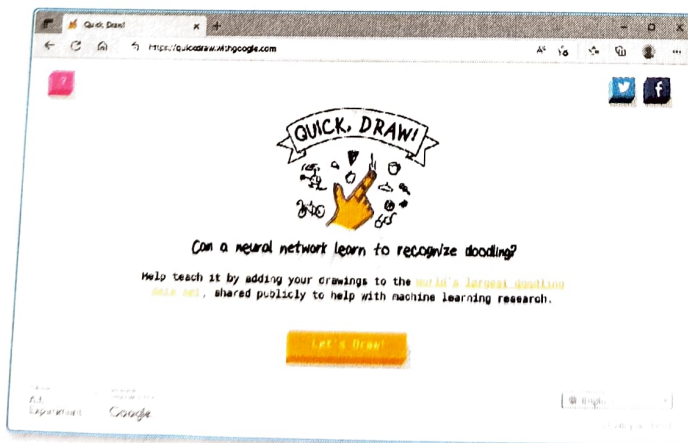 Quick, Draw!
https://quickdraw.withgoogle.com
?
QUICK, DRAW!
Can a neural network learn to recognize doodling?
Help teach it by adding your drawings to the world's largest doodling
data set, shared publicly to help with machine learning research.
Let's Draw!
A.I.
Experiment
Google
English